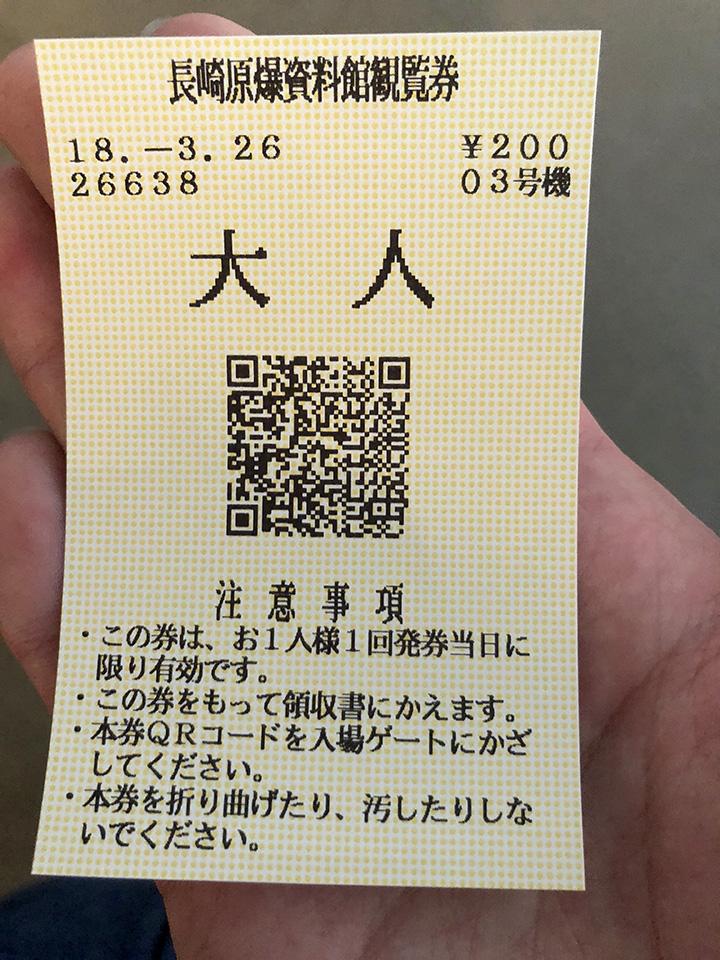 長崎原爆資料館観覧券
18.－3.26 ¥200
26638 03号機
大人
注意事項
・この券は、お1人様1回発券当日に
限り有効です。
・この券をもって領収書にかえます。
・本券QRコードを入場ゲートにかざ
してください。
・本券を折り曲げたり、汚したりしな
いでください。